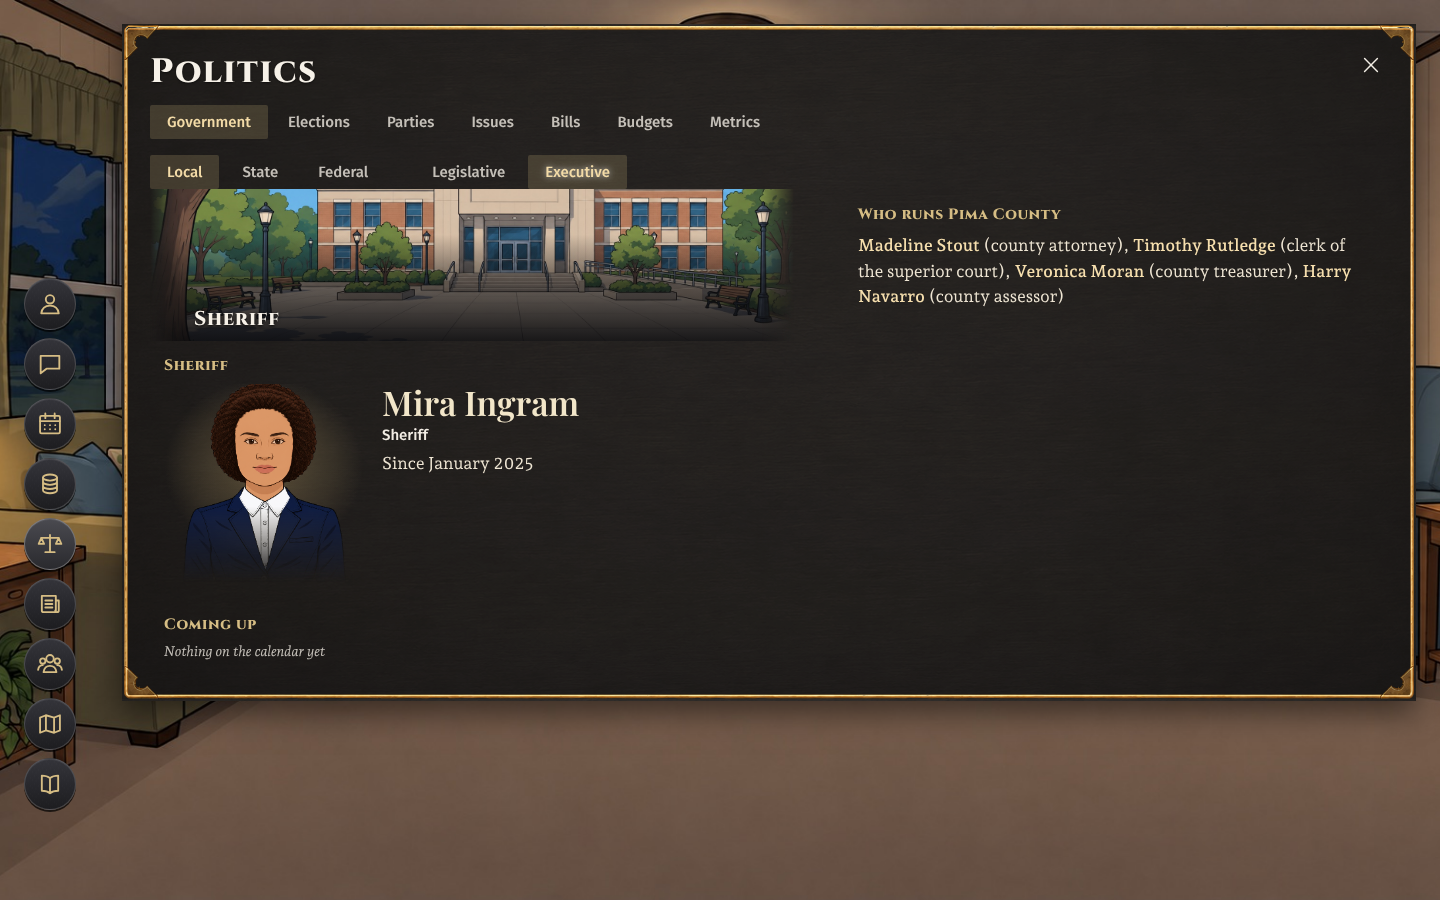 Politics
Government Elections Parties Issues Bills Budgets Metrics
Local State Federal Legislative Executive
Sheriff
Sheriff
Mira Ingram
Sheriff
Since January 2025
Coming up
Nothing on the calendar yet
Who runs Pima County
Madeline Stout (county attorney), Timothy Rutledge (clerk of
the superior court), Veronica Moran (county treasurer), Harry
Navarro (county assessor)